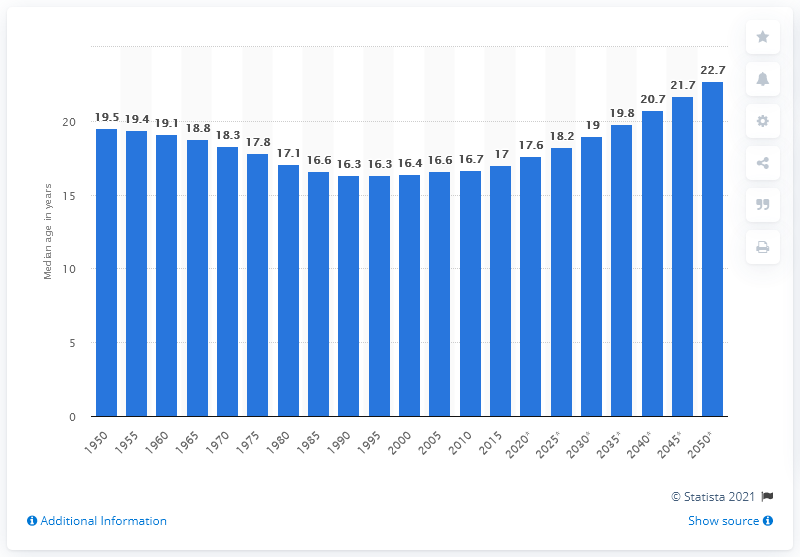 19.5 19.4 19.1 18.8 18.3 17.8 17.1 16.6 16.3 16.3 16.4 16.6 16.7 17 17.6 18.2 19 19.8 20.7 21.7 22.7
Median age in years
20
15
10
5
0
1950 1955 1960 1965 1970 1975 1980 1985 1990 1995 2000 2005 2010 2015 2020* 2025* 2030* 2035* 2040* 2045* 2050*
© Statista 2021
Additional Information
Show source